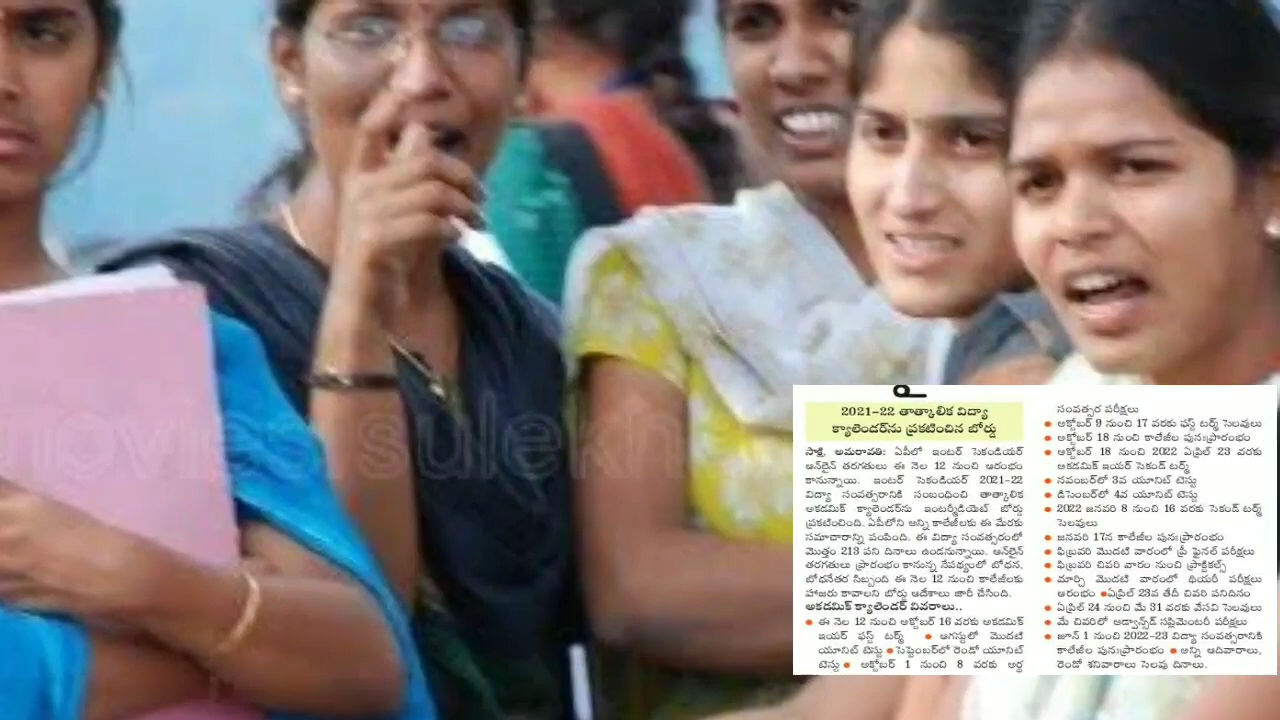 movies.sulekh
2021-22 తాత్కాలిక విద్యా
క్యాలెండర్‌ను ప్రకటించిన బోర్డు
సాక్షి, అమరావతి: ఏపీలో ఇంటర్ సెకండియర్
ఆన్‌లైన్ తరగతులు ఈ నెల 12 నుంచి ఆరంభం
కానున్నాయి. ఇంటర్ సెకండియర్ 2021-22
విద్యా సంవత్సరానికి సంబంధించి తాత్కాలిక
అకడమిక్ క్యాలెండర్‌ను ఇంటర్మీడియెట్ బోర్డు
ప్రకటించింది. ఏపీలోని అన్ని కాలేజీలకు ఈ మేరకు
సమాచారాన్ని పంపింది. ఈ విద్యా సంవత్సరంలో
మొత్తం 213 పని దినాలు ఉండనున్నాయి. ఆన్‌లైన్
తరగతులు ప్రారంభం కానున్న నేపథ్యంలో బోధన,
బోధనేతర సిబ్బంది ఈ నెల 12 నుంచి కాలేజీలకు
హాజరు కావాలని బోర్డు ఆదేశాలు జారీ చేసింది.
అకడమిక్ క్యాలెండర్ వివరాలు..
● ఈ నెల 12 నుంచి అక్టోబర్ 16 వరకు అకడమిక్
ఇయర్ ఫస్ట్ టర్మ్ ● ఆగస్టులో మొదటి
యూనిట్ టెస్టు ● సెప్టెంబర్‌లో రెండో యూనిట్
టెస్టు ● అక్టోబర్ 1 నుంచి 8 వరకు అర్ధ
సంవత్సర పరీక్షలు
● అక్టోబర్ 9 నుంచి 17 వరకు ఫస్ట్ టర్మ్ సెలవులు
● అక్టోబర్ 18 నుంచి కాలేజీల పునఃప్రారంభం
● అక్టోబర్ 18 నుంచి 2022 ఏప్రిల్ 23 వరకు
అకడమిక్ ఇయర్ సెకండ్ టర్మ్
● నవంబర్‌లో 3వ యూనిట్ టెస్టు
● డిసెంబర్‌లో 4వ యూనిట్ టెస్టు
● 2022 జనవరి 8 నుంచి 16 వరకు సెకండ్ టర్మ్
సెలవులు
● జనవరి 17న కాలేజీల పునఃప్రారంభం
● ఫిబ్రవరి మొదటి వారంలో ప్రీ ఫైనల్ పరీక్షలు
● ఫిబ్రవరి చివరి వారం నుంచి ప్రాక్టికల్స్
● మార్చి మొదటి వారంలో థియరీ పరీక్షలు
ఆరంభం ●ఏప్రిల్ 23వ తేదీ చివరి పనిదినం
● ఏప్రిల్ 24 నుంచి మే 31 వరకు వేసవి సెలవులు
● మే చివరిలో అడ్వాన్స్‌డ్ సప్లిమెంటరీ పరీక్షలు
● జూన్ 1 నుంచి 2022-23 విద్యా సంవత్సరానికి
కాలేజీల పునఃప్రారంభం ● అన్ని ఆదివారాలు,
రెండో శనివారాలు సెలవు దినాలు.